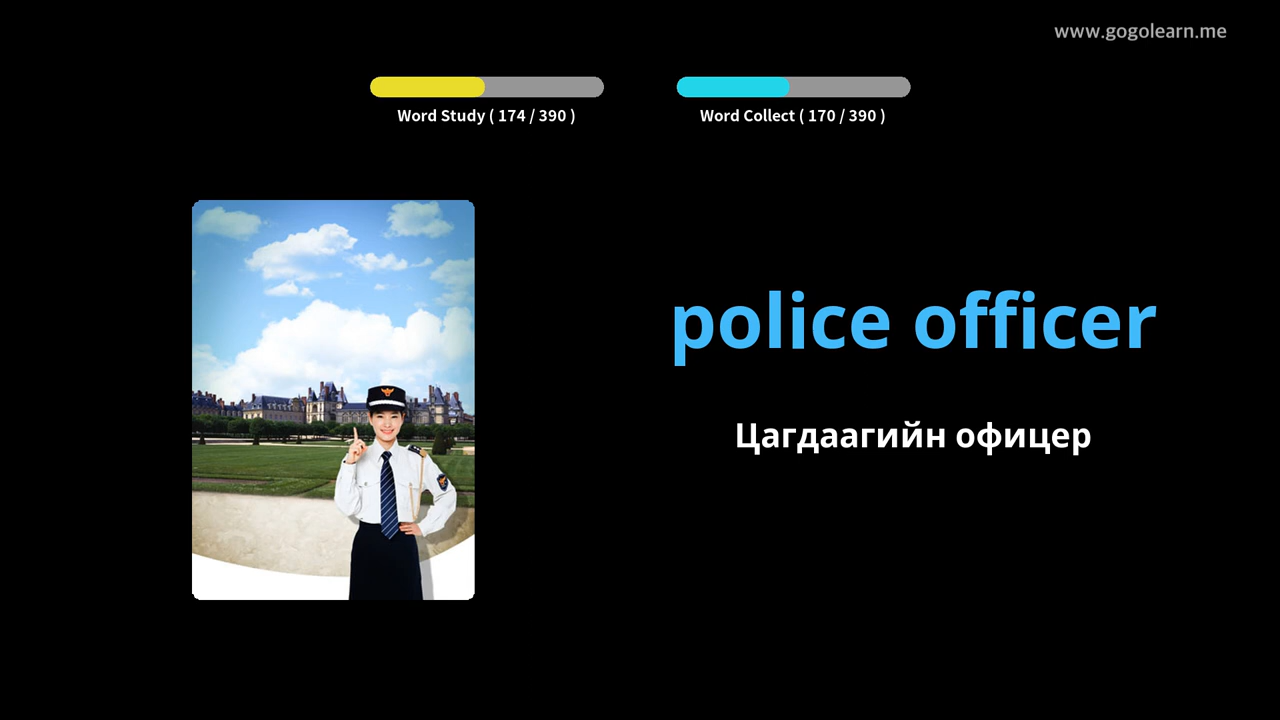 www.gogolearn.me
Word Study ( 174 / 390 )
Word Collect ( 170 / 390 )
police officer
Цагдаагийн офицер